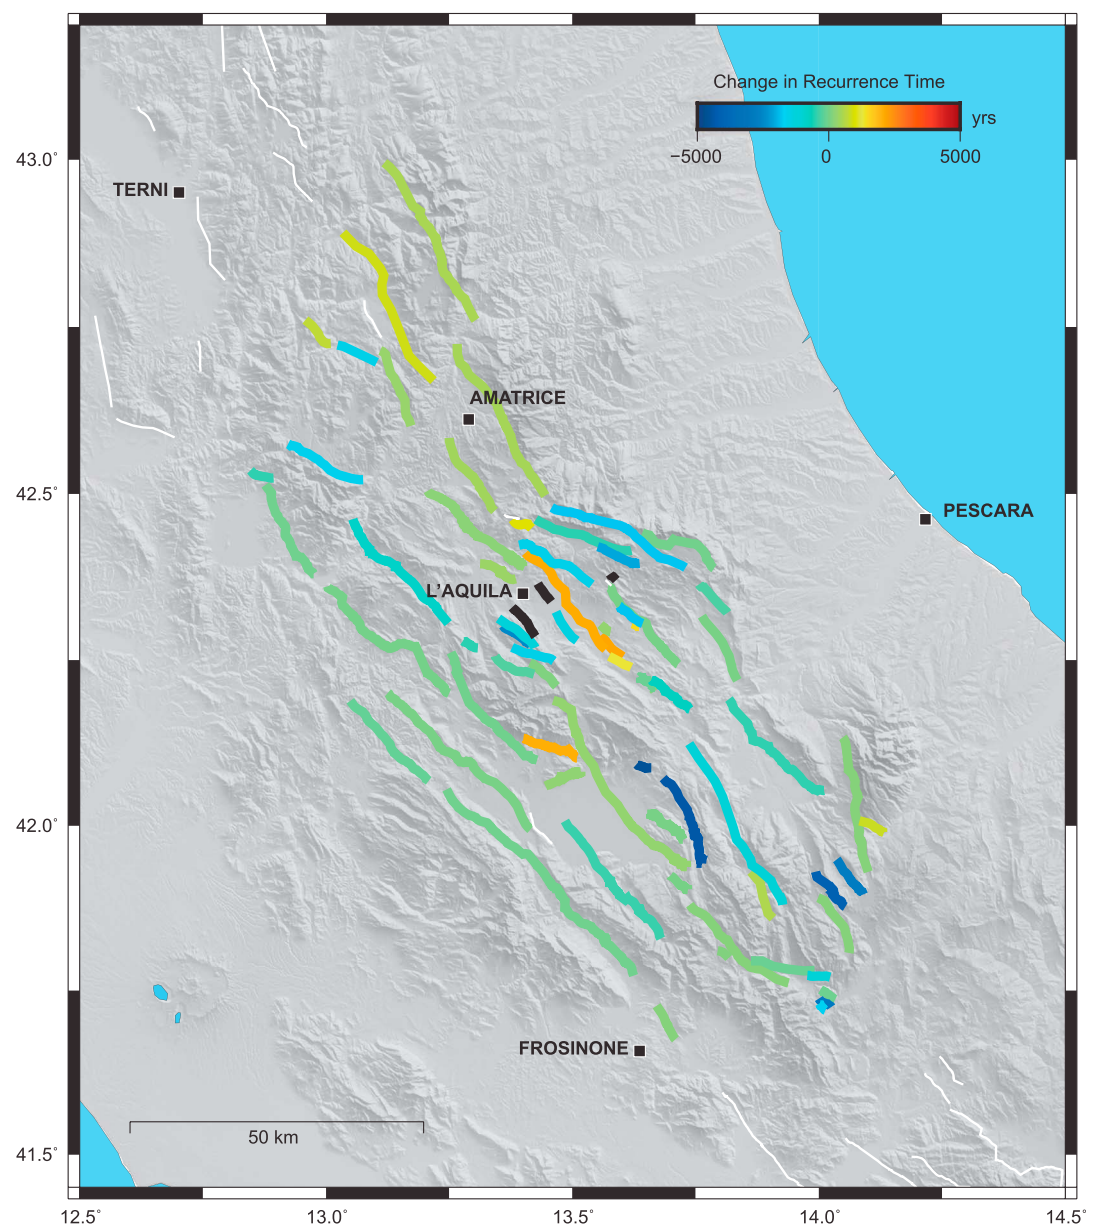 Change in Recurrence Time
yrs
−5000 0 5000
43.0°
TERNI
AMATRICE
42.5°
PESCARA
L'AQUILA
42.0°
FROSINONE
50 km
41.5°
12.5° 13.0° 13.5° 14.0° 14.5°